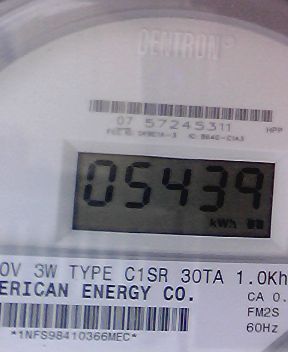 CENTRON®
07 57245311
HPP
05439
kWh
0V 3W TYPE C1SR 30TA 1.0Kh
ERICAN ENERGY CO.
CA 0.
FM2S
60Hz
*1NFS98410366MEC*